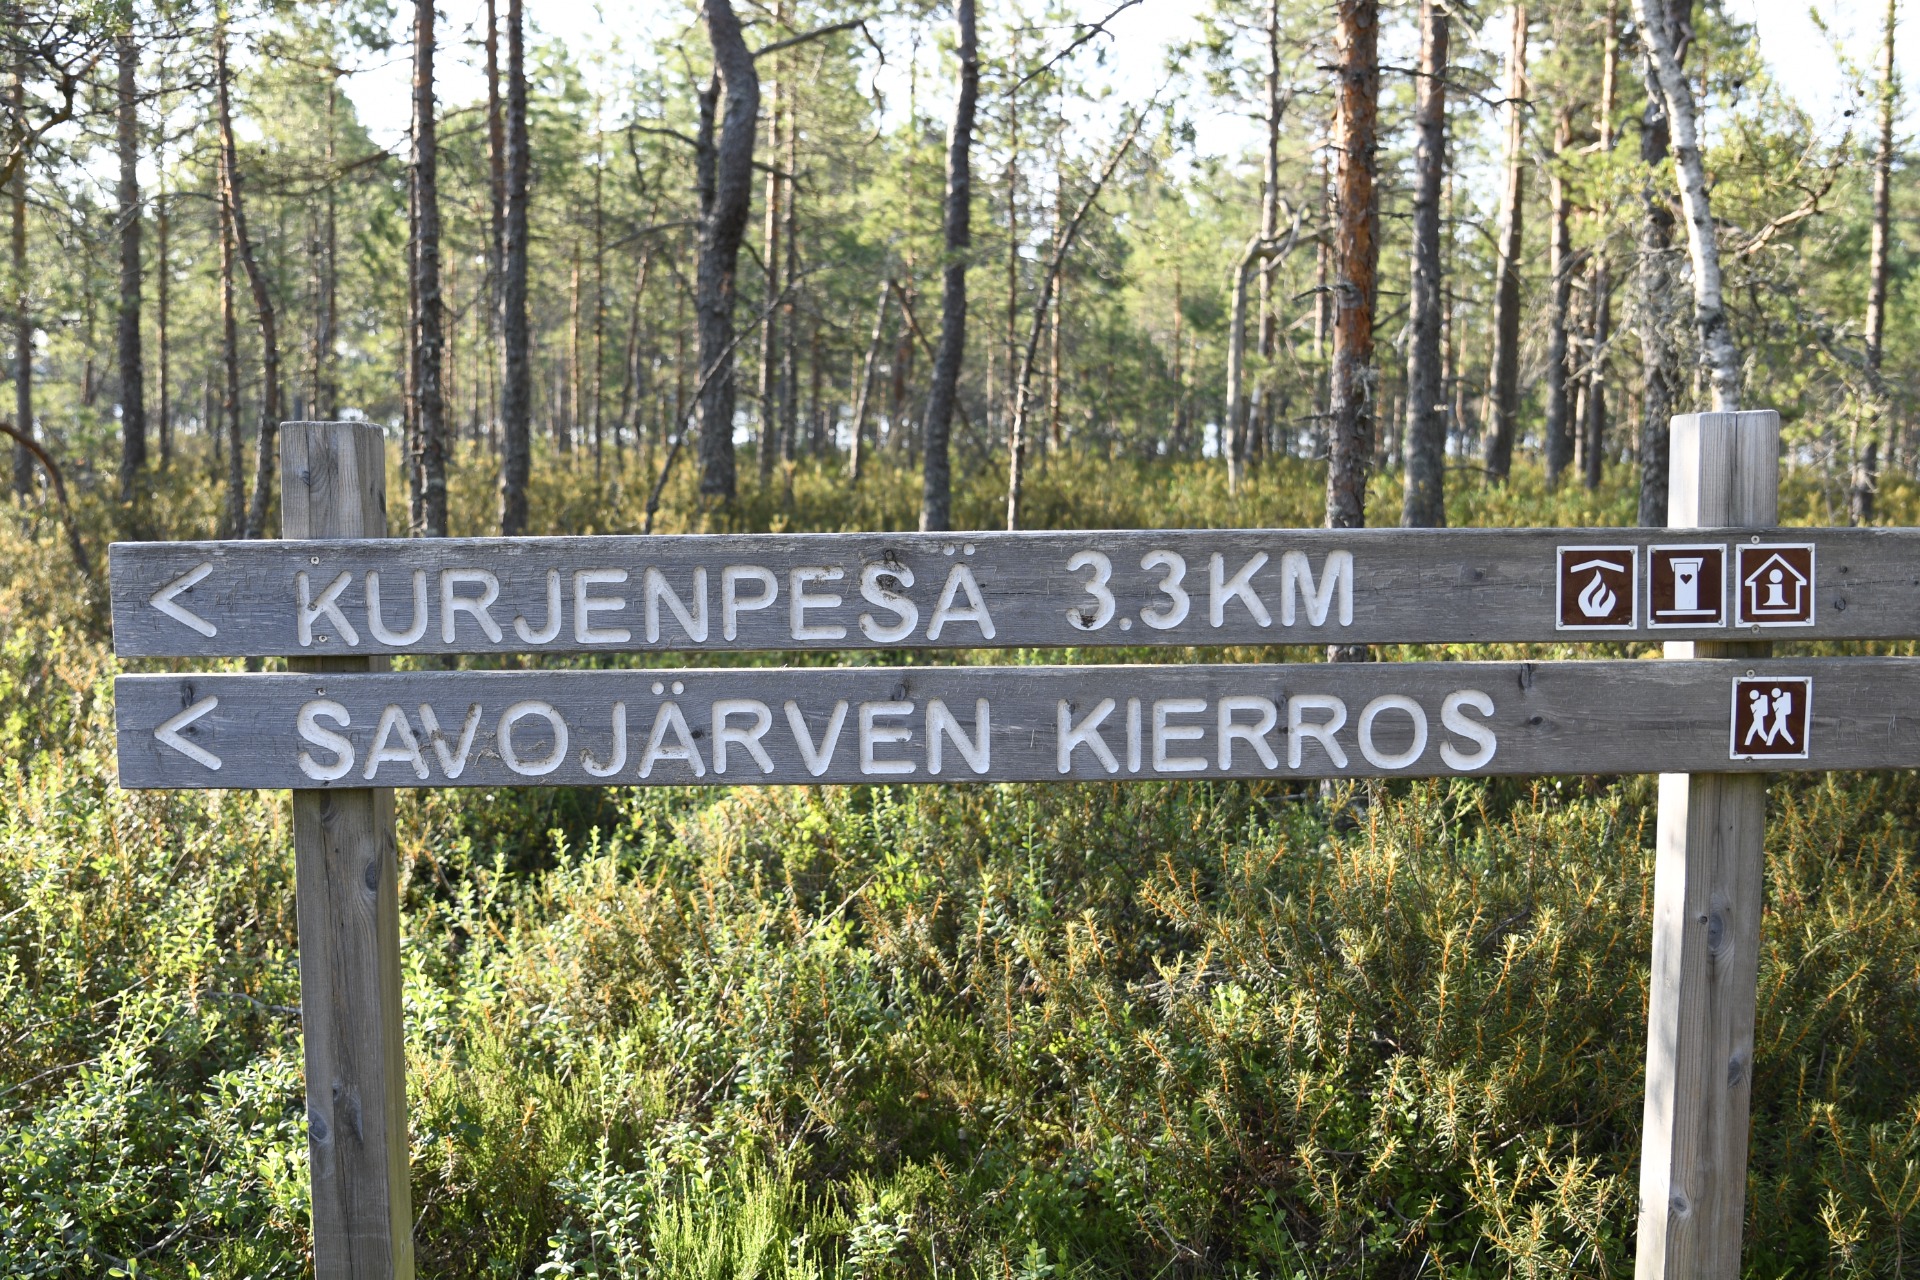 < KURJENPESÄ 3.3KM
< SAVOJÄRVEN KIERROS